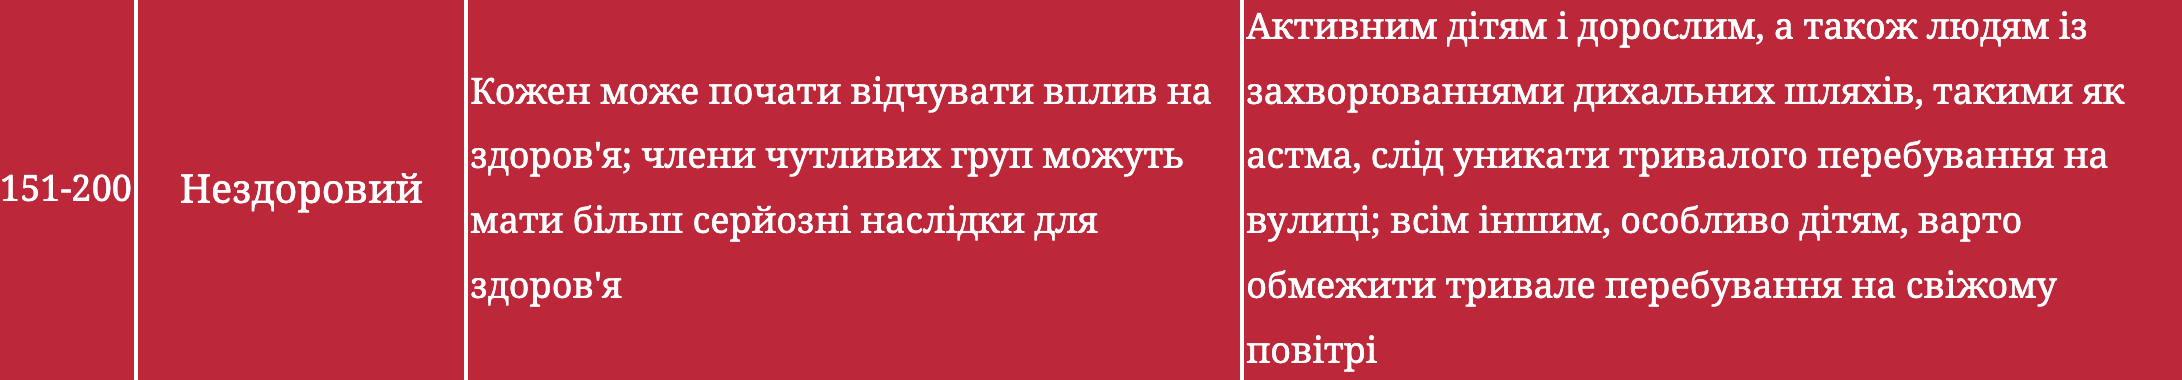 151-200
Нездоровий
Кожен може почати відчувати вплив на
здоров'я; члени чутливих груп можуть
мати більш серйозні наслідки для
здоров'я
Активним дітям і дорослим, а також людям із
захворюваннями дихальних шляхів, такими як
астма, слід уникати тривалого перебування на
вулиці; всім іншим, особливо дітям, варто
обмежити тривале перебування на свіжому
повітрі